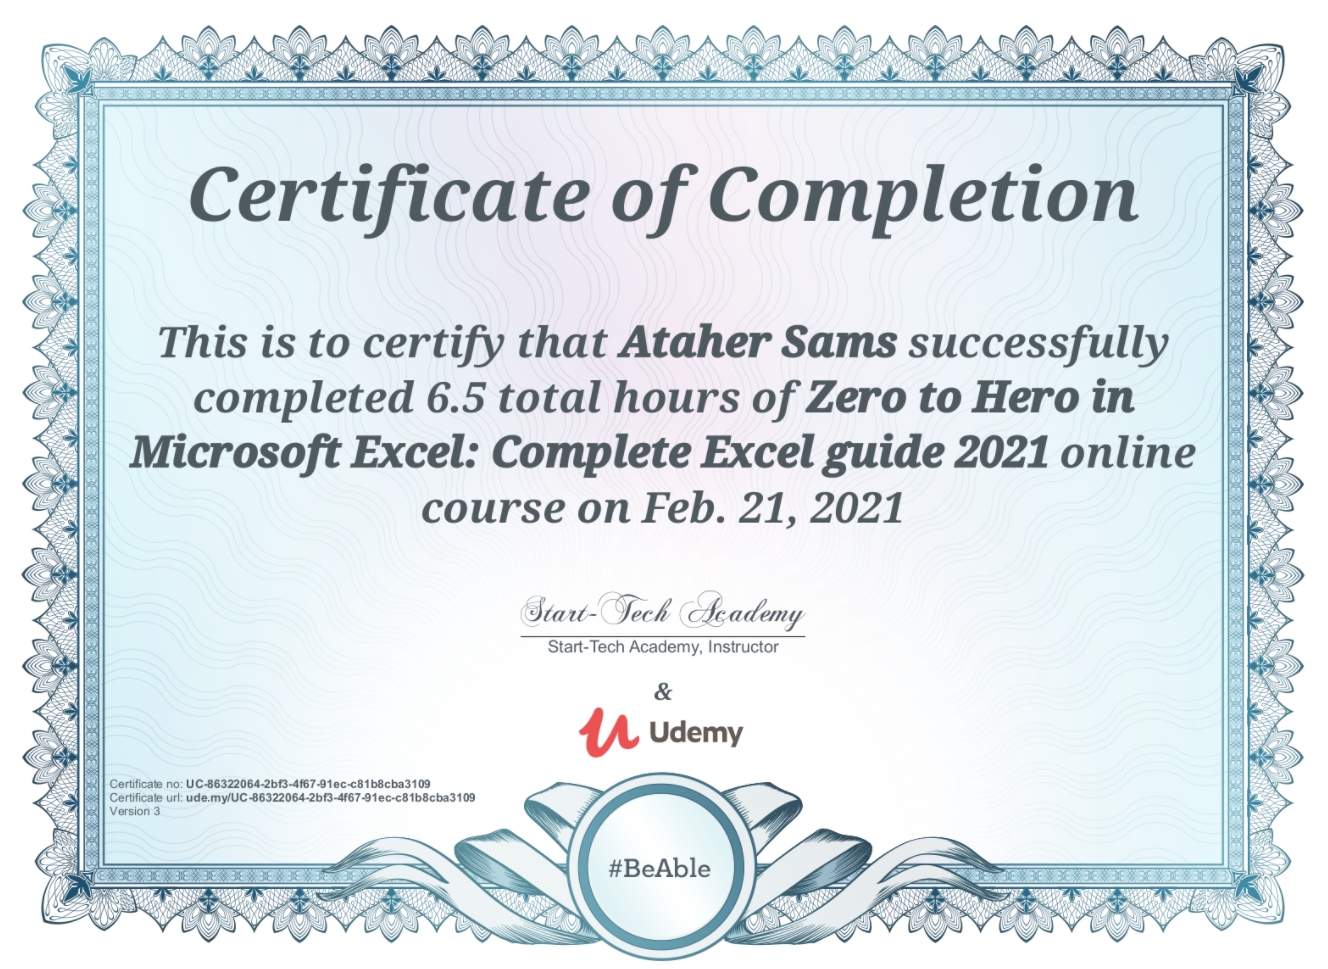 Certificate of Completion
This is to certify that Ataher Sams successfully
completed 6.5 total hours of Zero to Hero in
Microsoft Excel: Complete Excel guide 2021 online
course on Feb. 21, 2021
Start-Tech Academy
Start-Tech Academy, Instructor
&
Udemy
Certificate no: UC-86322064-2bf3-4f67-91ec-c81b8cba3109
Certificate url: ude.my/UC-86322064-2bf3-4f67-91ec-c81b8cba3109
Version 3
#BeAble